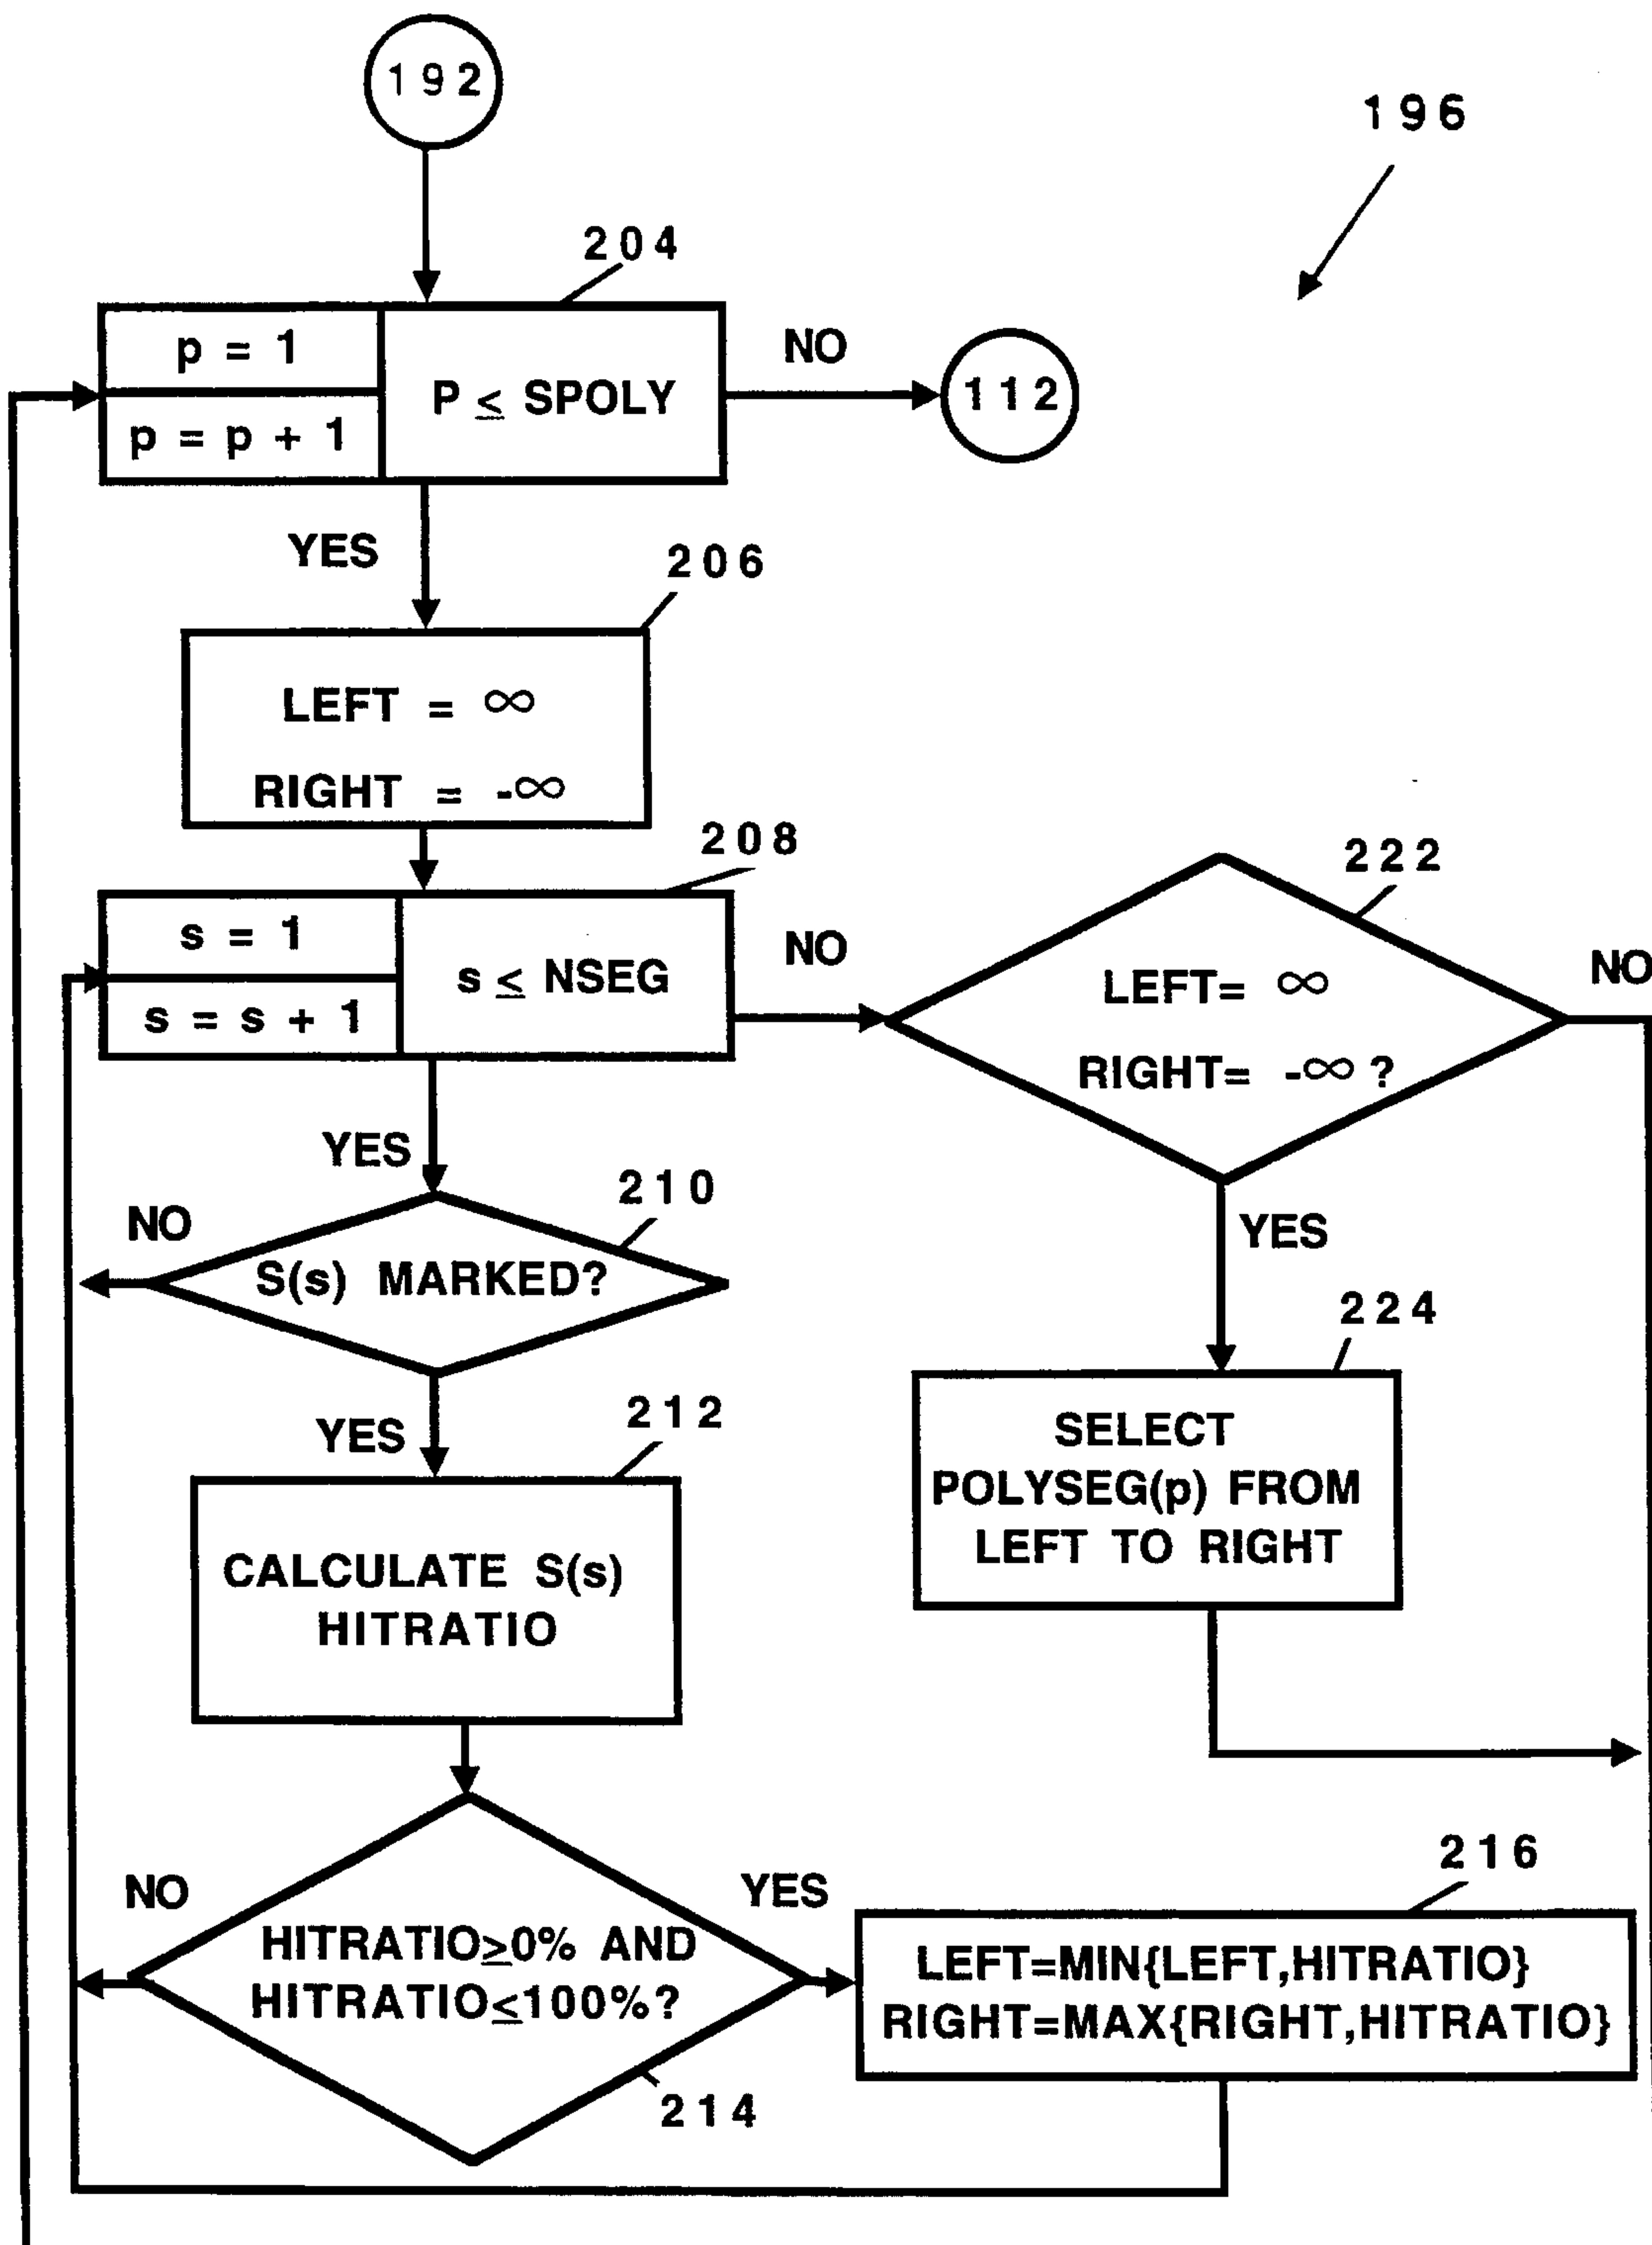 192
196
204
p = 1
P ≤ SPOLY
NO
112
p = p + 1
YES
206
LEFT = ∞
RIGHT = -∞
208
s = 1
s ≤ NSEG
NO
s = s + 1
222
LEFT= ∞
RIGHT= -∞ ?
NO
YES
210
NO
S(s) MARKED?
YES
224
SELECT
POLYSEG(p) FROM
LEFT TO RIGHT
YES
212
CALCULATE S(s)
HITRATIO
NO
YES
HITRATIO≥0% AND
HITRATIO≤100%?
214
216
LEFT=MIN{LEFT,HITRATIO}
RIGHT=MAX{RIGHT,HITRATIO}